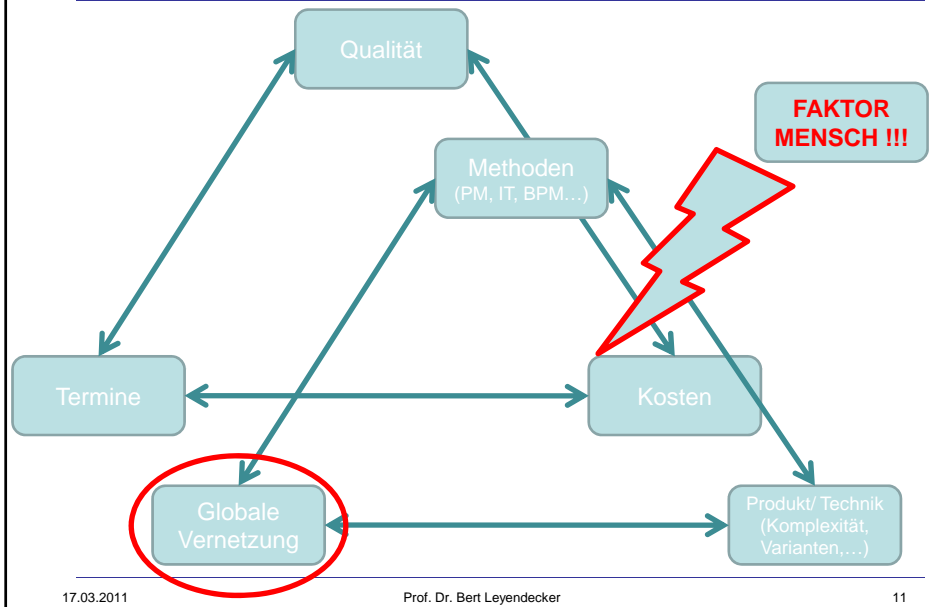 Qualität
FAKTOR
MENSCH !!!
Methoden
(PM, IT, BPM…)
Termine
Kosten
Globale
Vernetzung
Produkt/ Technik
(Komplexität,
Varianten,…)
17.03.2011
Prof. Dr. Bert Leyendecker
11